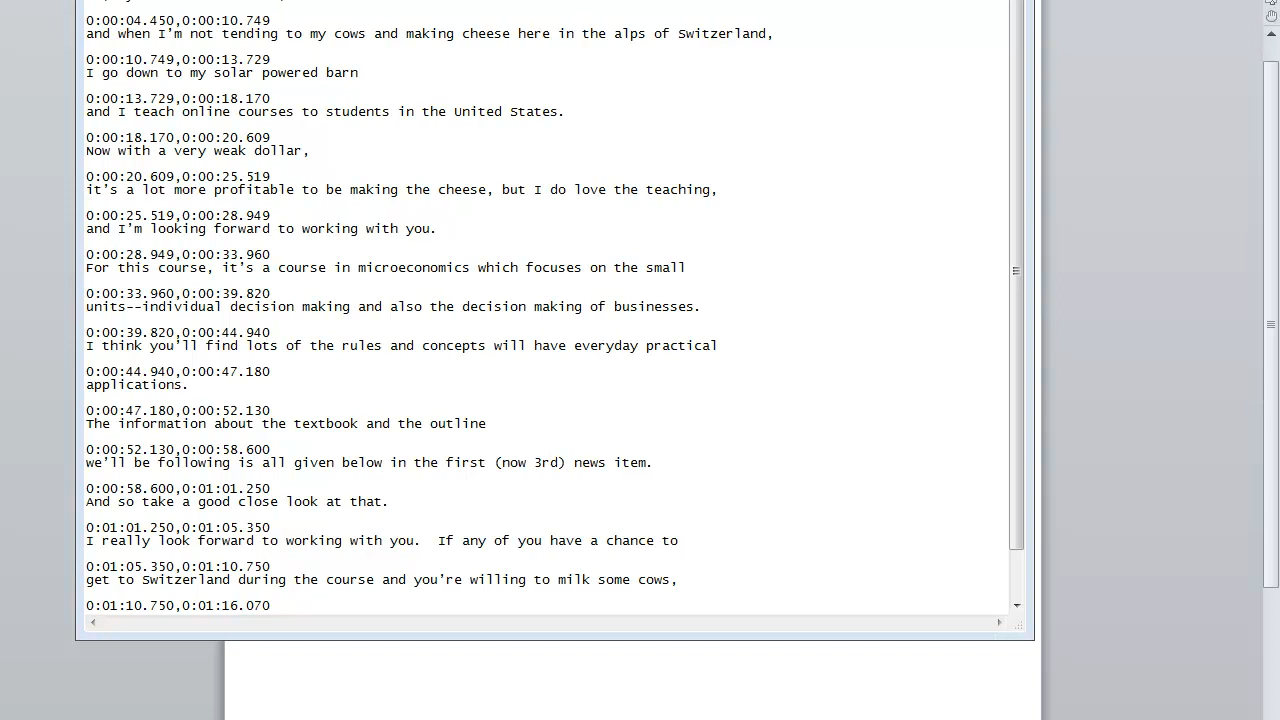 0:00:04.450,0:00:10.749
and when I’m not tending to my cows and making cheese here in the alps of Switzerland,
0:00:10.749,0:00:13.729
I go down to my solar powered barn
0:00:13.729,0:00:18.170
and I teach online courses to students in the United States.
0:00:18.170,0:00:20.609
Now with a very weak dollar,
0:00:20.609,0:00:25.519
it’s a lot more profitable to be making the cheese, but I do love the teaching,
0:00:25.519,0:00:28.949
and I’m looking forward to working with you.
0:00:28.949,0:00:33.960
For this course, it’s a course in microeconomics which focuses on the small
0:00:33.960,0:00:39.820
units--individual decision making and also the decision making of businesses.
0:00:39.820,0:00:44.940
I think you’ll find lots of the rules and concepts will have everyday practical
0:00:44.940,0:00:47.180
applications.
0:00:47.180,0:00:52.130
The information about the textbook and the outline
0:00:52.130,0:00:58.600
we’ll be following is all given below in the first (now 3rd) news item.
0:00:58.600,0:01:01.250
And so take a good close look at that.
0:01:01.250,0:01:05.350
I really look forward to working with you.  If any of you have a chance to
0:01:05.350,0:01:10.750
get to Switzerland during the course and you’re willing to milk some cows,
0:01:10.750,0:01:16.070